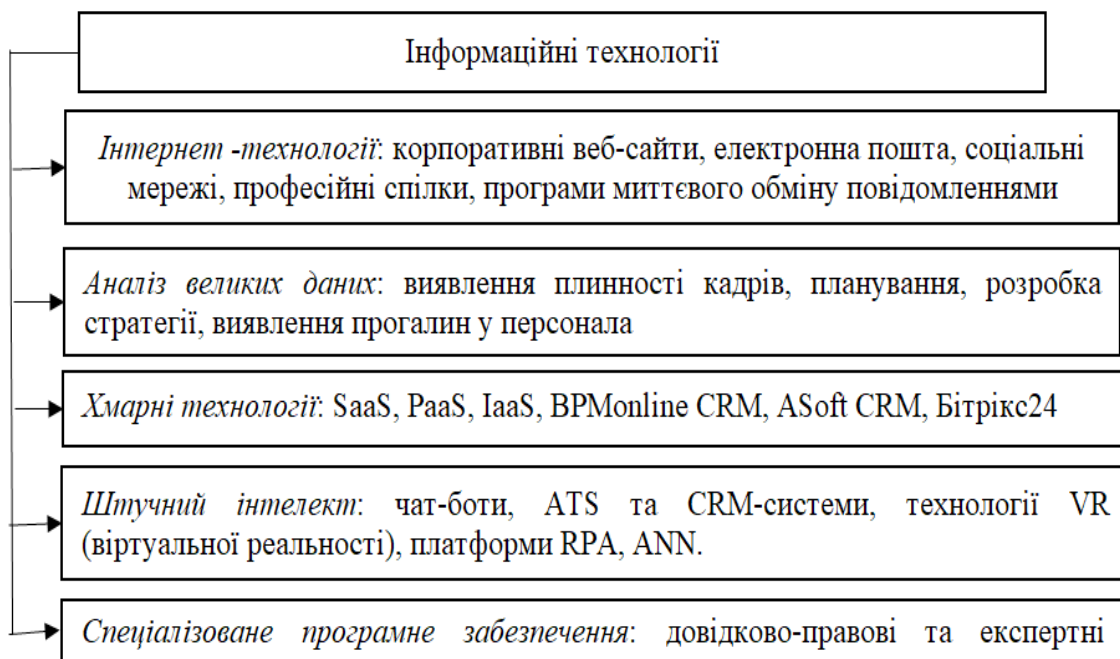 Інформаційні технології
Інтернет -технології: корпоративні веб-сайти, електронна пошта, соціальні
мережі, професійні спілки, програми миттєвого обміну повідомленнями
Аналіз великих даних: виявлення плинності кадрів, планування, розробка
стратегії, виявлення прогалин у персонала
Хмарні технології: SaaS, PaaS, IaaS, BPMonline CRM, ASoft CRM, Бітрікс24
Штучний інтелект: чат-боти, ATS та CRM-системи, технології VR
(віртуальної реальності), платформи RPA, ANN.
Спеціалізоване програмне забезпечення: довідково-правові та експертні